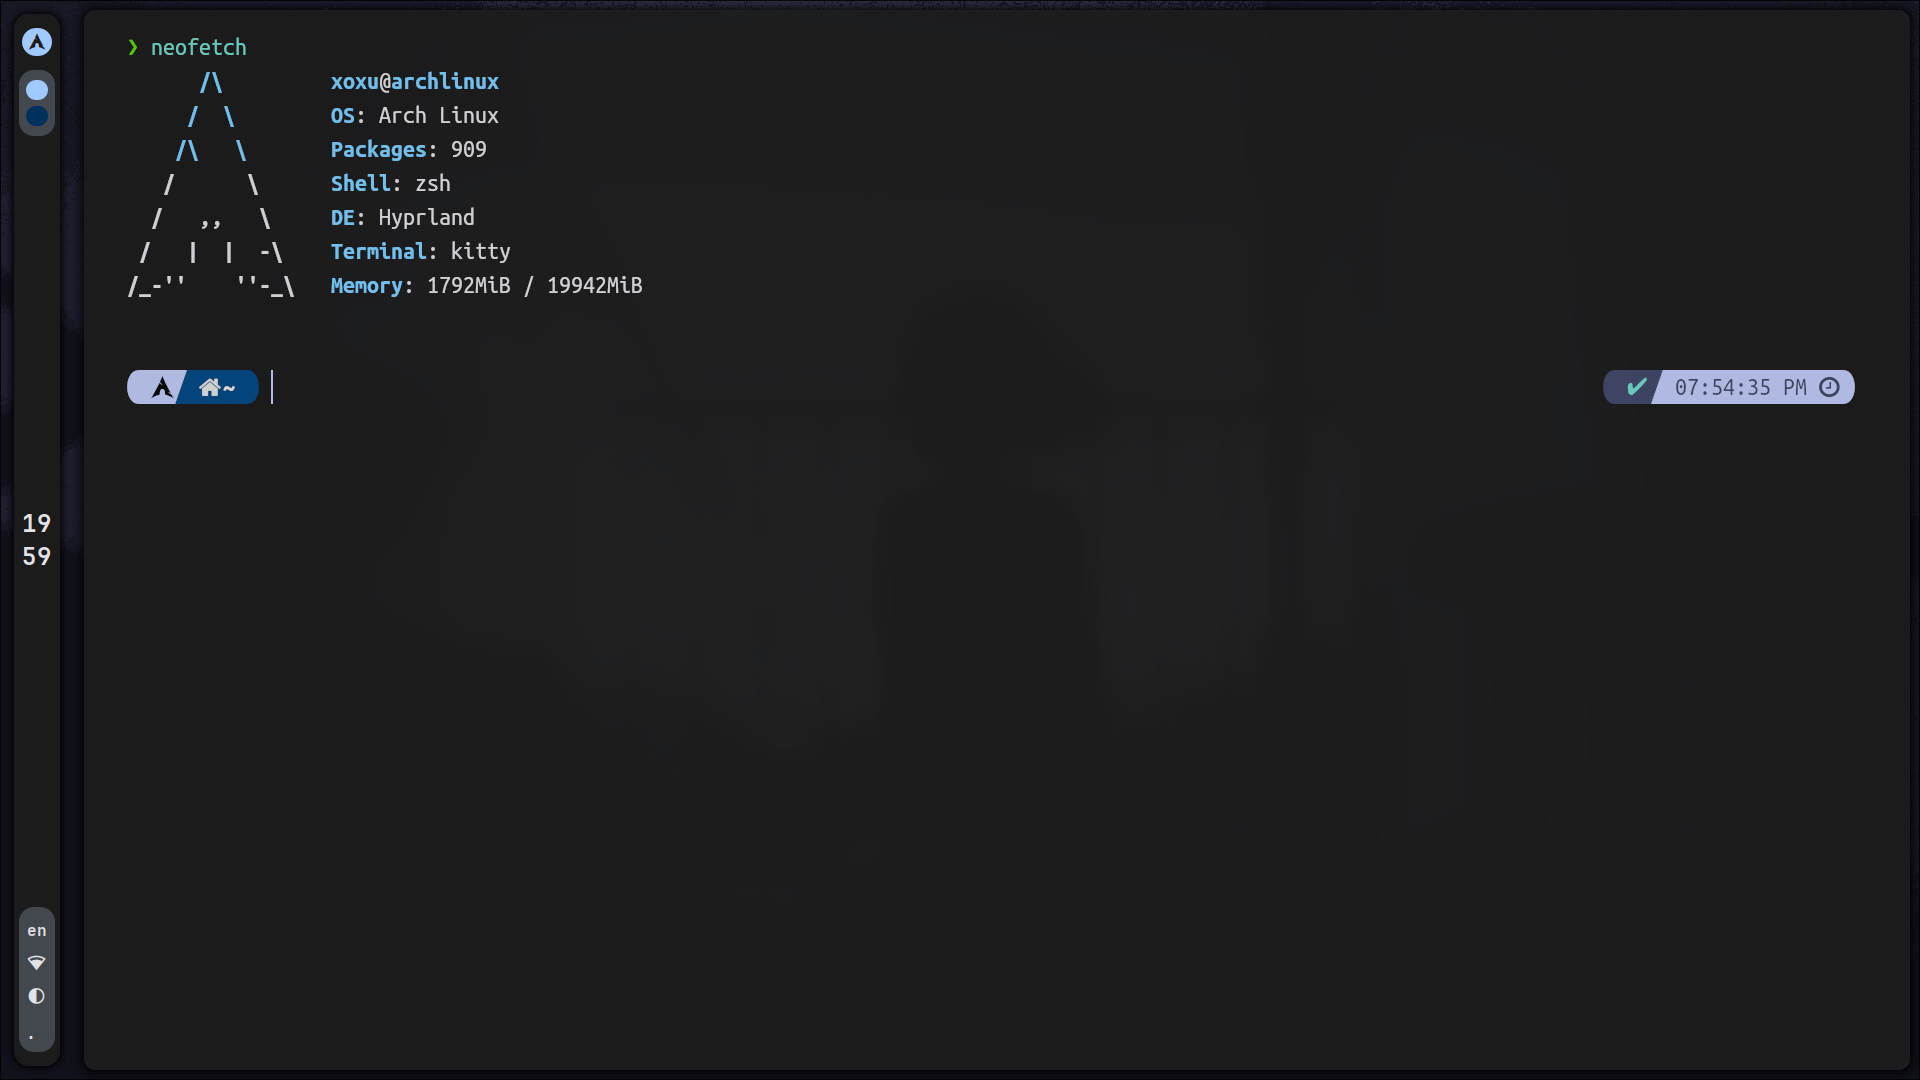 ❯ neofetch
xoxu@archlinux
OS: Arch Linux
Packages: 909
Shell: zsh
DE: Hyprland
Terminal: kitty
Memory: 1792MiB / 19942MiB
~
✔ 07:54:35 PM
19
59
en